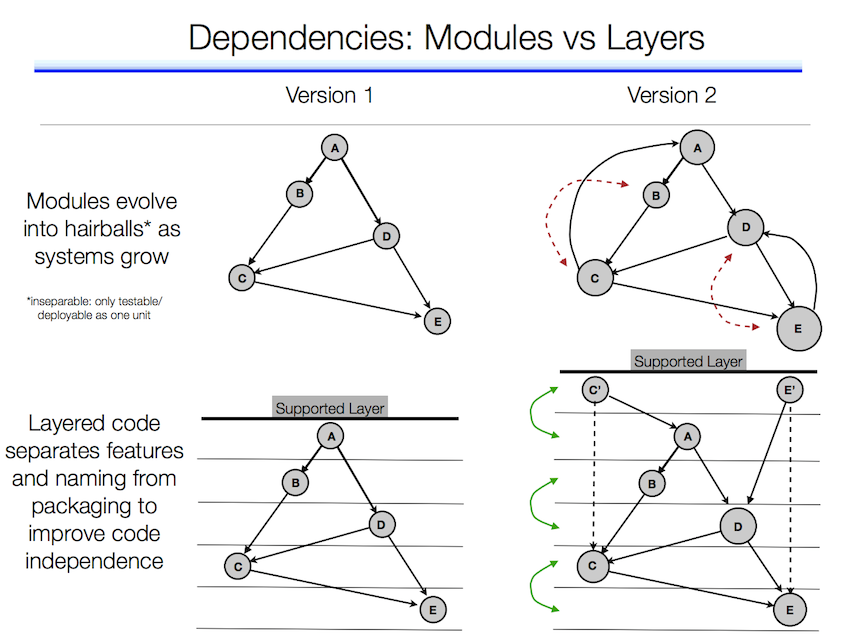 Dependencies: Modules vs Layers
Version 1
Version 2
Modules evolve
into hairballs* as
systems grow
*inseparable: only testable/
deployable as one unit
A
B
D
C
E
A
B
D
C
E
Layered code
separates features
and naming from
packaging to
improve code
independence
Supported Layer
A
B
D
C
E
Supported Layer
C'
E'
A
B
D
C
E